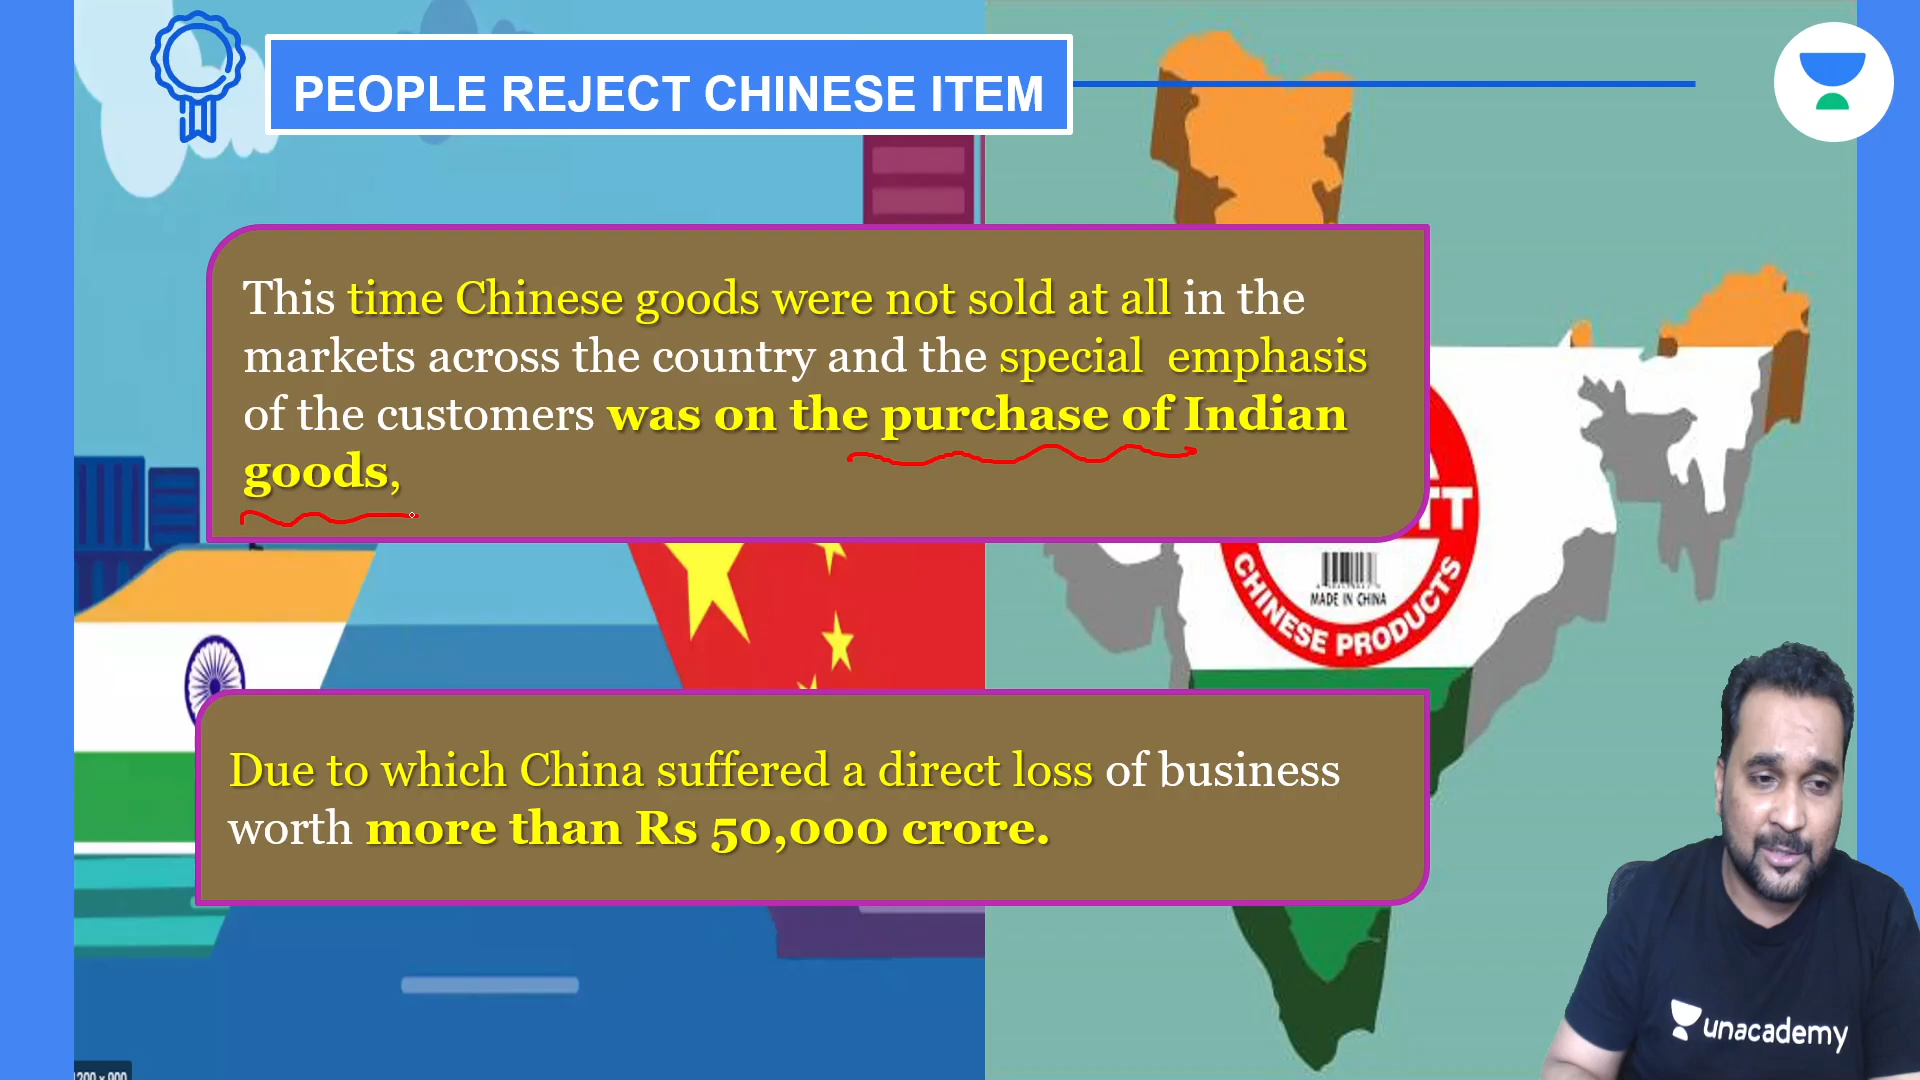 PEOPLE REJECT CHINESE ITEM
This time Chinese goods were not sold at all in the
markets across the country and the special emphasis
of the customers was on the purchase of Indian
goods,
TT
MADE IN CHINA
CHINESE PRODUCTS
Due to which China suffered a direct loss of business
worth more than Rs 50,000 crore.
unacademy